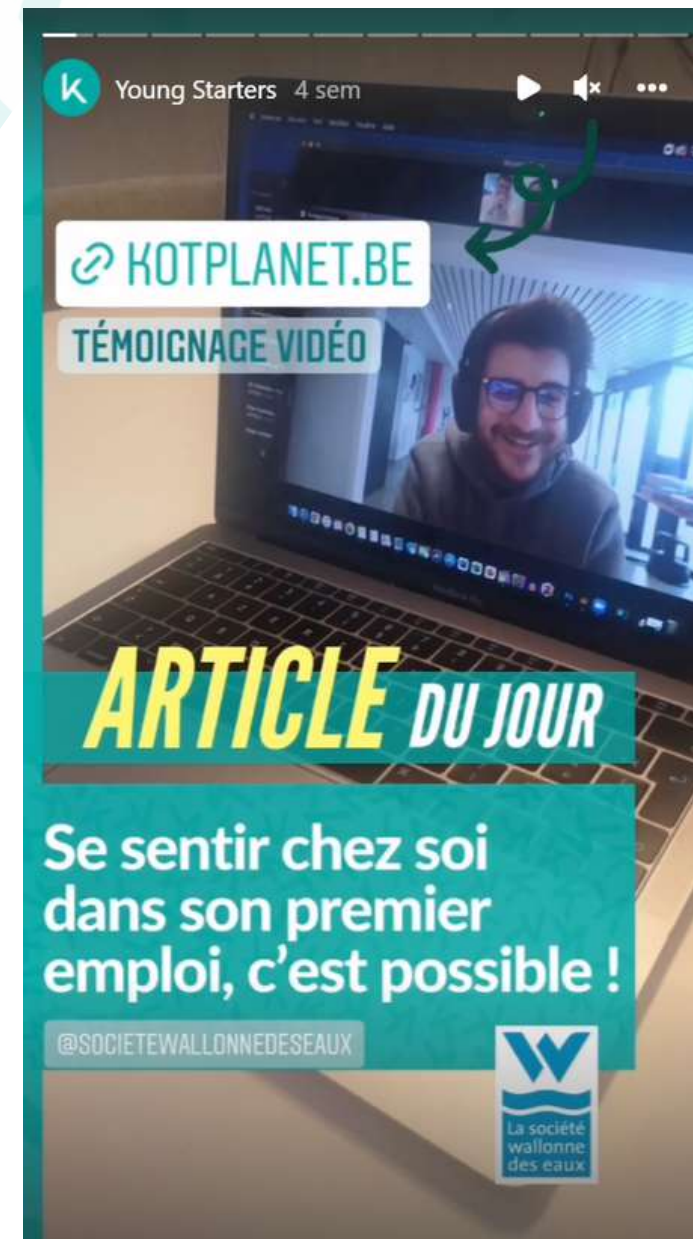 Young Starters 4 sem
KOTPLANET.BE
TÉMOIGNAGE VIDÉO
ARTICLE DU JOUR
Se sentir chez soi
dans son premier
emploi, c'est possible !
@SOCIETEWALLONNEDESEAUX
La société
wallonne
des eaux